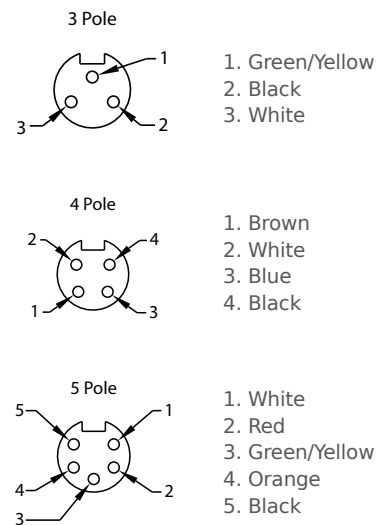 3 Pole
1
3
2
1. Green/Yellow
2. Black
3. White
4 Pole
2
4
1
3
1. Brown
2. White
3. Blue
4. Black
5 Pole
5
1
4
2
3
1. White
2. Red
3. Green/Yellow
4. Orange
5. Black